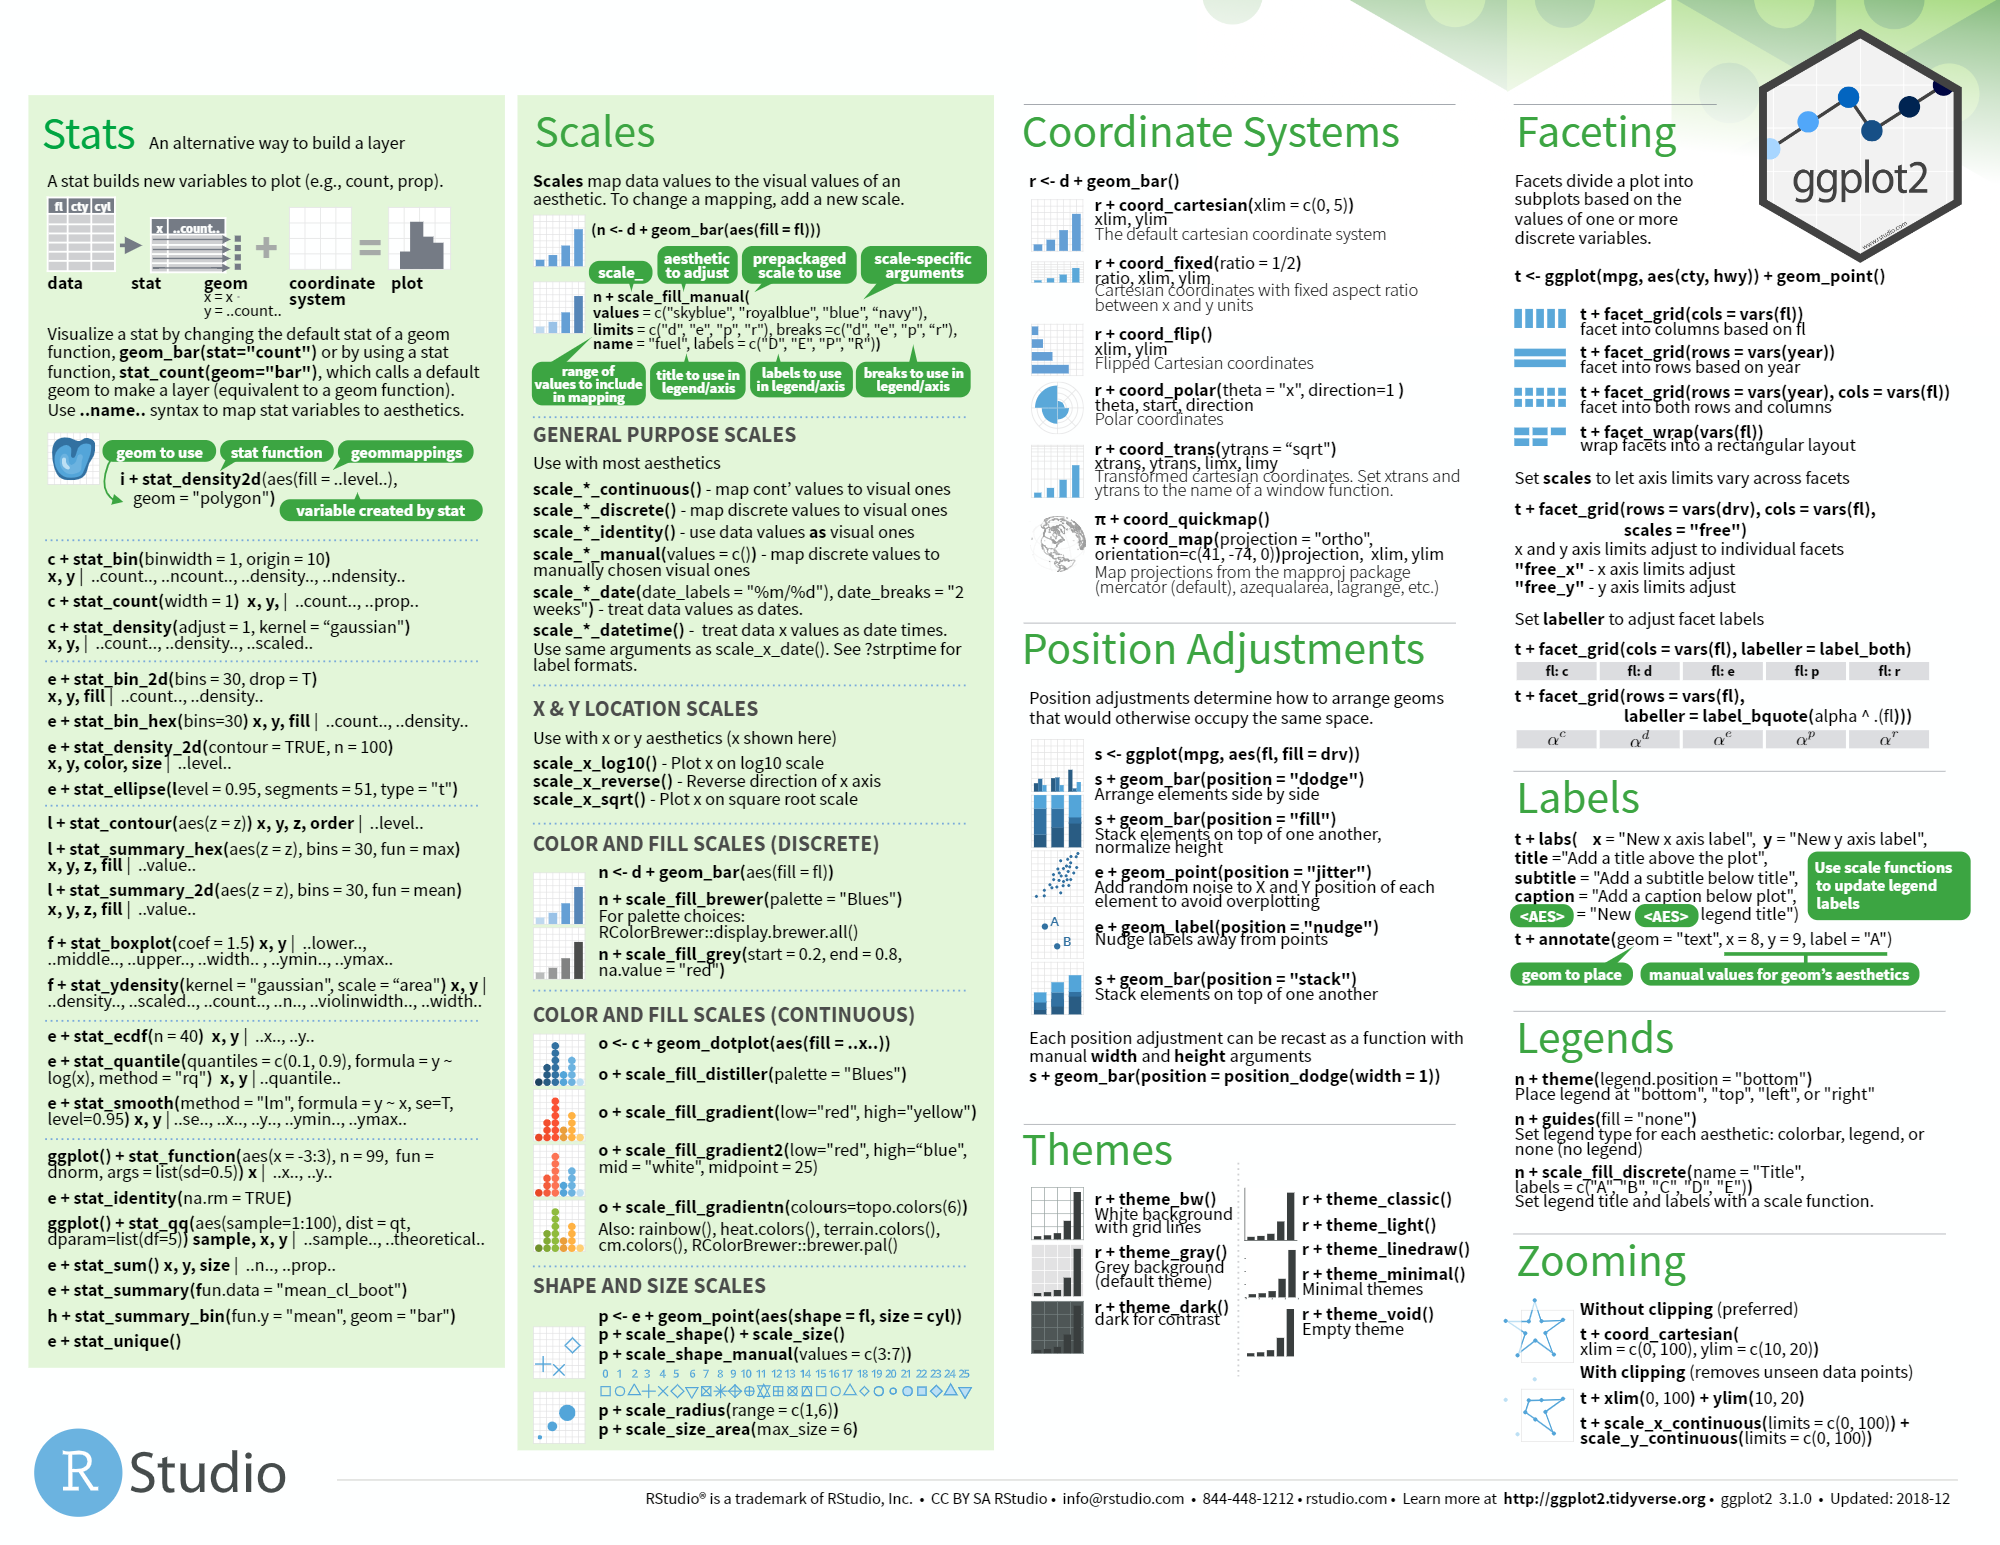 Stats An alternative way to build a layer
A stat builds new variables to plot (e.g., count, prop).
fl cty cyl
x ..count..
+ =
data stat geom coordinate plot
x = x · system
y = ..count..
Visualize a stat by changing the default stat of a geom
function, geom_bar(stat="count") or by using a stat
function, stat_count(geom="bar"), which calls a default
geom to make a layer (equivalent to a geom function).
Use ..name.. syntax to map stat variables to aesthetics.
geom to use stat function geommappings
i + stat_density2d(aes(fill = ..level..),
geom = "polygon")
variable created by stat
c + stat_bin(binwidth = 1, origin = 10)
x, y | ..count.., ..ncount.., ..density.., ..ndensity..
c + stat_count(width = 1) x, y, | ..count.., ..prop..
c + stat_density(adjust = 1, kernel = “gaussian")
x, y, | ..count.., ..density.., ..scaled..
e + stat_bin_2d(bins = 30, drop = T)
x, y, fill | ..count.., ..density..
e + stat_bin_hex(bins=30) x, y, fill | ..count.., ..density..
e + stat_density_2d(contour = TRUE, n = 100)
x, y, color, size | ..level..
e + stat_ellipse(level = 0.95, segments = 51, type = "t")
l + stat_contour(aes(z = z)) x, y, z, order | ..level..
l + stat_summary_hex(aes(z = z), bins = 30, fun = max)
x, y, z, fill | ..value..
l + stat_summary_2d(aes(z = z), bins = 30, fun = mean)
x, y, z, fill | ..value..
f + stat_boxplot(coef = 1.5) x, y | ..lower..,
..middle.., ..upper.., ..width.. , ..ymin.., ..ymax..
f + stat_ydensity(kernel = "gaussian", scale = “area") x, y |
..density.., ..scaled.., ..count.., ..n.., ..violinwidth.., ..width..
e + stat_ecdf(n = 40) x, y | ..x.., ..y..
e + stat_quantile(quantiles = c(0.1, 0.9), formula = y ~
log(x), method = "rq") x, y | ..quantile..
e + stat_smooth(method = "lm", formula = y ~ x, se=T,
level=0.95) x, y | ..se.., ..x.., ..y.., ..ymin.., ..ymax..
ggplot() + stat_function(aes(x = -3:3), n = 99, fun =
dnorm, args = list(sd=0.5)) x | ..x.., ..y..
e + stat_identity(na.rm = TRUE)
ggplot() + stat_qq(aes(sample=1:100), dist = qt,
dparam=list(df=5)) sample, x, y | ..sample.., ..theoretical..
e + stat_sum() x, y, size | ..n.., ..prop..
e + stat_summary(fun.data = "mean_cl_boot")
h + stat_summary_bin(fun.y = "mean", geom = "bar")
e + stat_unique()
Scales
Scales map data values to the visual values of an
aesthetic. To change a mapping, add a new scale.
(n <- d + geom_bar(aes(fill = fl)))
scale_ aesthetic to adjust prepackaged scale to use scale-specific arguments
n + scale_fill_manual(
values = c("skyblue", "royalblue", "blue", “navy"),
limits = c("d", "e", "p", "r"), breaks =c("d", "e", "p", “r"),
name = "fuel", labels = c("D", "E", "P", "R"))
range of values to include in mapping title to use in legend/axis labels to use in legend/axis breaks to use in legend/axis
GENERAL PURPOSE SCALES
Use with most aesthetics
scale_*_continuous() - map cont’ values to visual ones
scale_*_discrete() - map discrete values to visual ones
scale_*_identity() - use data values as visual ones
scale_*_manual(values = c()) - map discrete values to
manually chosen visual ones
scale_*_date(date_labels = "%m/%d"), date_breaks = "2
weeks") - treat data values as dates.
scale_*_datetime() - treat data x values as date times.
Use same arguments as scale_x_date(). See ?strptime for
label formats.
X & Y LOCATION SCALES
Use with x or y aesthetics (x shown here)
scale_x_log10() - Plot x on log10 scale
scale_x_reverse() - Reverse direction of x axis
scale_x_sqrt() - Plot x on square root scale
COLOR AND FILL SCALES (DISCRETE)
n <- d + geom_bar(aes(fill = fl))
n + scale_fill_brewer(palette = "Blues")
For palette choices:
RColorBrewer::display.brewer.all()
n + scale_fill_grey(start = 0.2, end = 0.8,
na.value = "red")
COLOR AND FILL SCALES (CONTINUOUS)
o <- c + geom_dotplot(aes(fill = ..x..))
o + scale_fill_distiller(palette = "Blues")
o + scale_fill_gradient(low="red", high="yellow")
o + scale_fill_gradient2(low="red", high=“blue",
mid = "white", midpoint = 25)
o + scale_fill_gradientn(colours=topo.colors(6))
Also: rainbow(), heat.colors(), terrain.colors(),
cm.colors(), RColorBrewer::brewer.pal()
SHAPE AND SIZE SCALES
p <- e + geom_point(aes(shape = fl, size = cyl))
p + scale_shape() + scale_size()
p + scale_shape_manual(values = c(3:7))
0 1 2 3 4 5 6 7 8 9 10 11 12 13 14 15 16 17 18 19 20 21 22 23 24 25
p + scale_radius(range = c(1,6))
p + scale_size_area(max_size = 6)
Coordinate Systems
r <- d + geom_bar()
r + coord_cartesian(xlim = c(0, 5))
xlim, ylim
The default cartesian coordinate system
r + coord_fixed(ratio = 1/2)
ratio, xlim, ylim
Cartesian coordinates with fixed aspect ratio
between x and y units
r + coord_flip()
xlim, ylim
Flipped Cartesian coordinates
r + coord_polar(theta = "x", direction=1 )
theta, start, direction
Polar coordinates
r + coord_trans(ytrans = “sqrt")
xtrans, ytrans, limx, limy
Transformed cartesian coordinates. Set xtrans and
ytrans to the name of a window function.
π + coord_quickmap()
π + coord_map(projection = "ortho",
orientation=c(41, -74, 0))projection, xlim, ylim
Map projections from the mapproj package
(mercator (default), azequalarea, lagrange, etc.)
Position Adjustments
Position adjustments determine how to arrange geoms
that would otherwise occupy the same space.
s <- ggplot(mpg, aes(fl, fill = drv))
s + geom_bar(position = "dodge")
Arrange elements side by side
s + geom_bar(position = "fill")
Stack elements on top of one another,
normalize height
e + geom_point(position = "jitter")
Add random noise to X and Y position of each
element to avoid overplotting
A
B
e + geom_label(position = "nudge")
Nudge labels away from points
s + geom_bar(position = "stack")
Stack elements on top of one another
Each position adjustment can be recast as a function with
manual width and height arguments
s + geom_bar(position = position_dodge(width = 1))
Themes
r + theme_bw()
White background
with grid lines
r + theme_gray()
Grey background
(default theme)
r + theme_dark()
dark for contrast
r + theme_classic()
r + theme_light()
r + theme_linedraw()
r + theme_minimal()
Minimal themes
r + theme_void()
Empty theme
Faceting
Facets divide a plot into
subplots based on the
values of one or more
discrete variables.
ggplot2
www.rstudio.com
t <- ggplot(mpg, aes(cty, hwy)) + geom_point()
t + facet_grid(cols = vars(fl))
facet into columns based on fl
t + facet_grid(rows = vars(year))
facet into rows based on year
t + facet_grid(rows = vars(year), cols = vars(fl))
facet into both rows and columns
t + facet_wrap(vars(fl))
wrap facets into a rectangular layout
Set scales to let axis limits vary across facets
t + facet_grid(rows = vars(drv), cols = vars(fl),
scales = "free")
x and y axis limits adjust to individual facets
"free_x" - x axis limits adjust
"free_y" - y axis limits adjust
Set labeller to adjust facet labels
t + facet_grid(cols = vars(fl), labeller = label_both)
fl: c fl: d fl: e fl: p fl: r
t + facet_grid(rows = vars(fl),
labeller = label_bquote(alpha ^ .(fl)))
α^c α^d α^e α^p α^r
Labels
t + labs( x = "New x axis label", y = "New y axis label",
title ="Add a title above the plot",
subtitle = "Add a subtitle below title",
caption = "Add a caption below plot",
<AES> = "New <AES> legend title")
Use scale functions
to update legend
labels
t + annotate(geom = "text", x = 8, y = 9, label = "A")
geom to place manual values for geom’s aesthetics
Legends
n + theme(legend.position = "bottom")
Place legend at "bottom", "top", "left", or "right"
n + guides(fill = "none")
Set legend type for each aesthetic: colorbar, legend, or
none (no legend)
n + scale_fill_discrete(name = "Title",
labels = c("A", "B", "C", "D", "E"))
Set legend title and labels with a scale function.
Zooming
Without clipping (preferred)
t + coord_cartesian(
xlim = c(0, 100), ylim = c(10, 20))
With clipping (removes unseen data points)
t + xlim(0, 100) + ylim(10, 20)
t + scale_x_continuous(limits = c(0, 100)) +
scale_y_continuous(limits = c(0, 100))
R Studio
RStudio® is a trademark of RStudio, Inc. • CC BY SA RStudio • info@rstudio.com • 844-448-1212 • rstudio.com • Learn more at http://ggplot2.tidyverse.org • ggplot2 3.1.0 • Updated: 2018-12